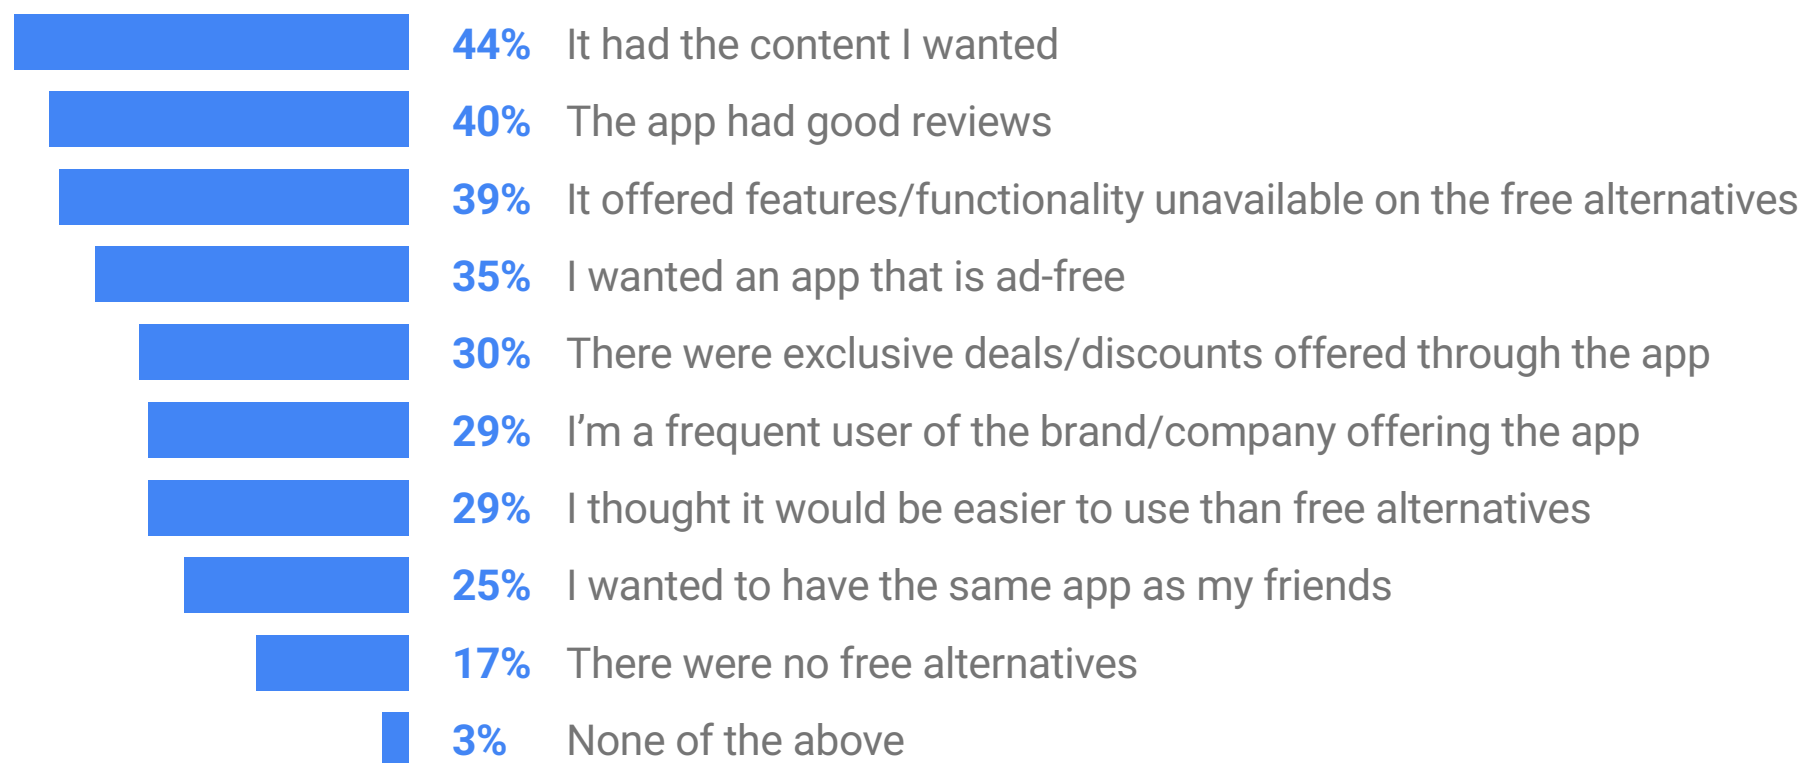 44% It had the content I wanted
40% The app had good reviews
39% It offered features/functionality unavailable on the free alternatives
35% I wanted an app that is ad-free
30% There were exclusive deals/discounts offered through the app
29% I’m a frequent user of the brand/company offering the app
29% I thought it would be easier to use than free alternatives
25% I wanted to have the same app as my friends
17% There were no free alternatives
3% None of the above